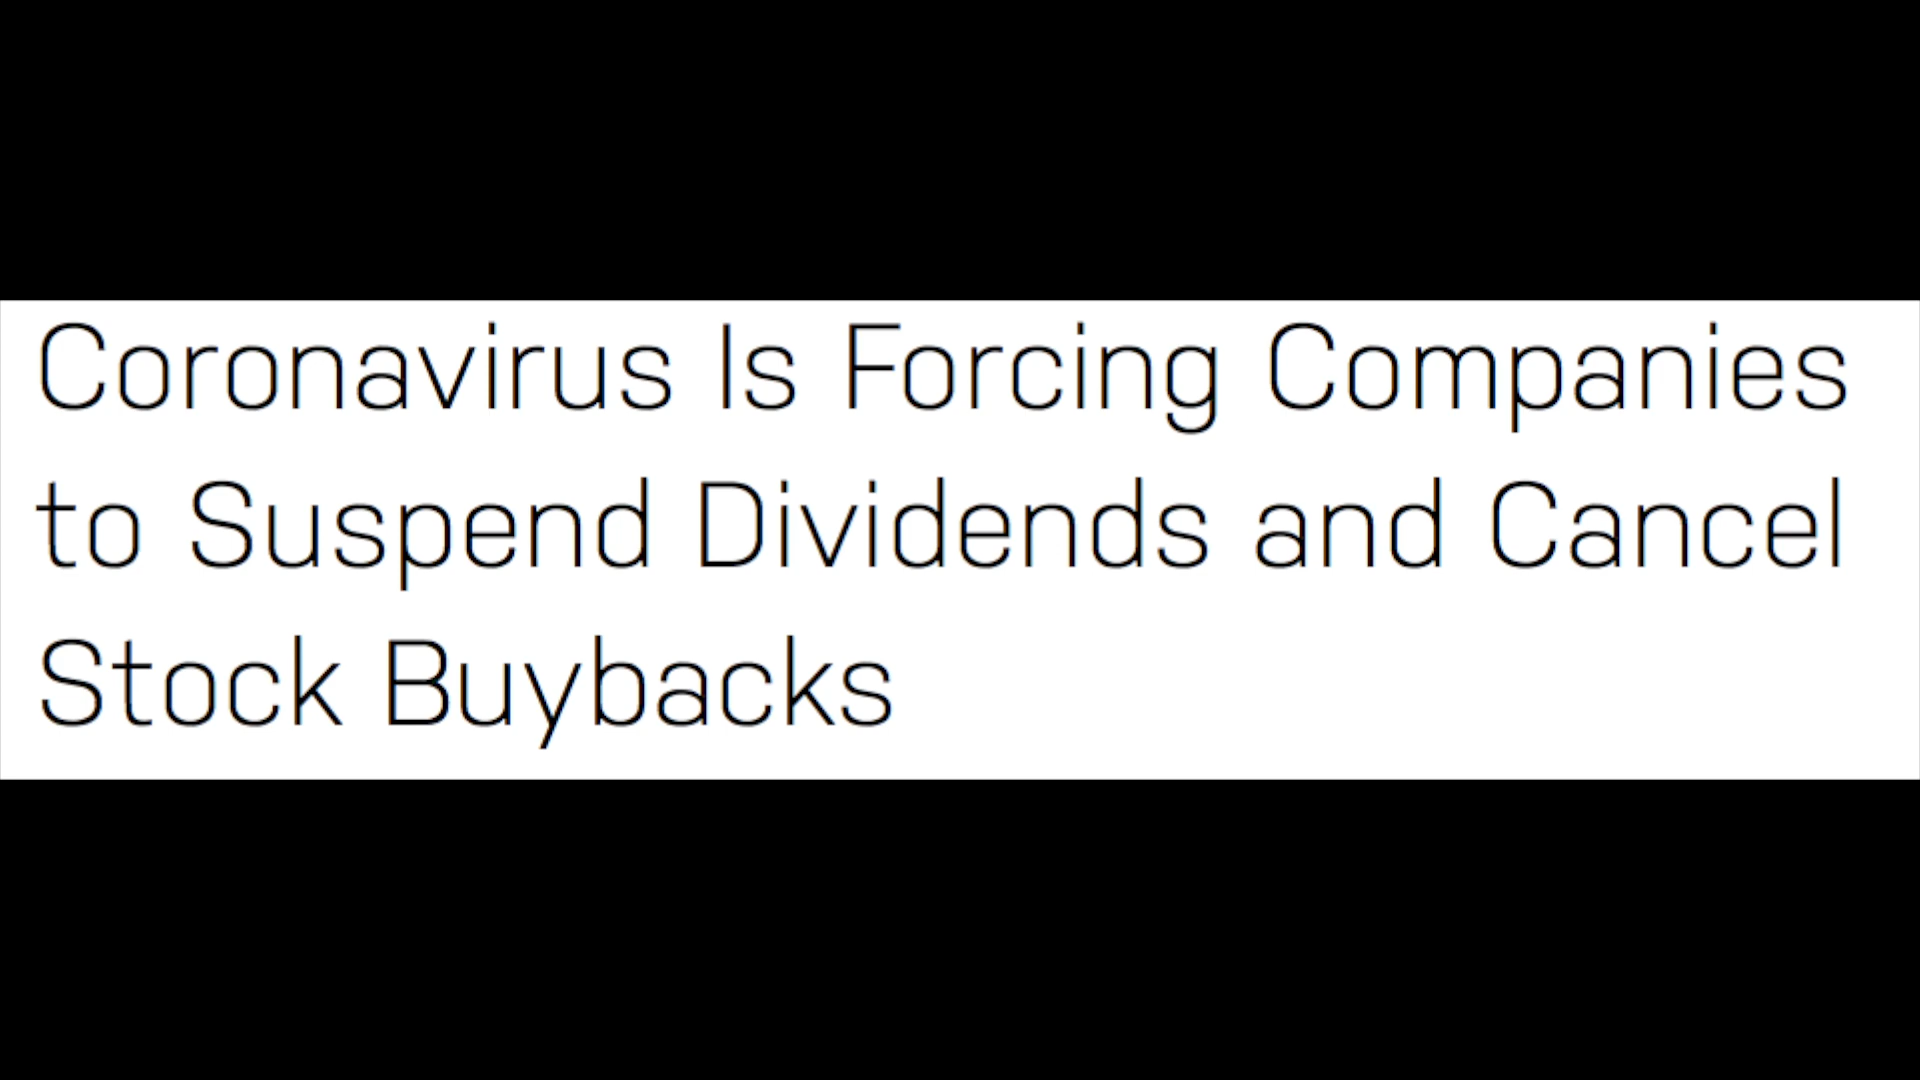 Coronavirus Is Forcing Companies
to Suspend Dividends and Cancel
Stock Buybacks